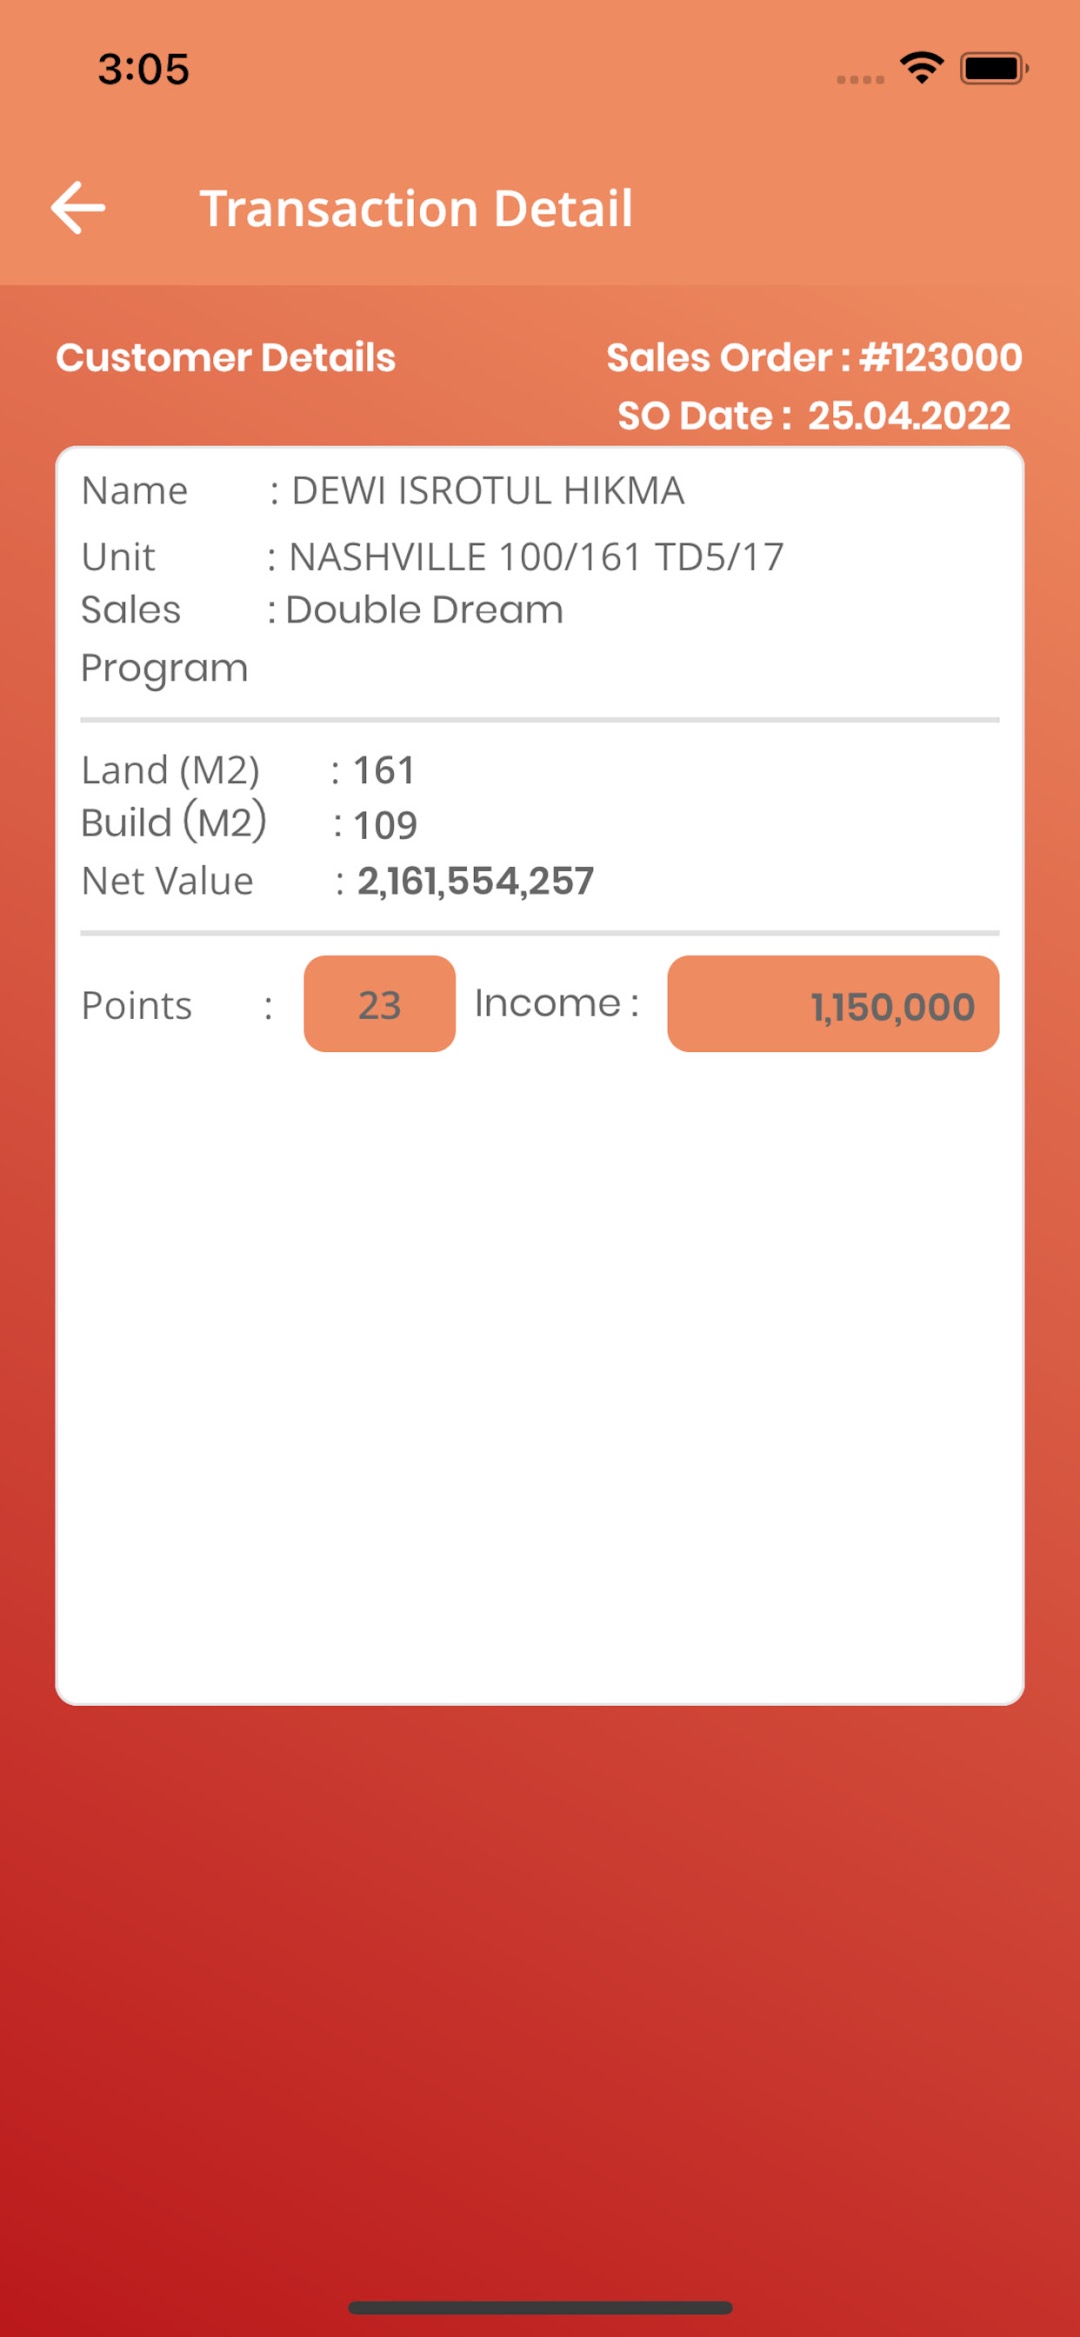 3:05
Transaction Detail
Customer Details
Sales Order : #123000
SO Date : 25.04.2022
Name : DEWI ISROTUL HIKMA
Unit : NASHVILLE 100/161 TD5/17
Sales : Double Dream
Program
Land (M2) : 161
Build (M2) : 109
Net Value : 2,161,554,257
Points : 23 Income : 1,150,000